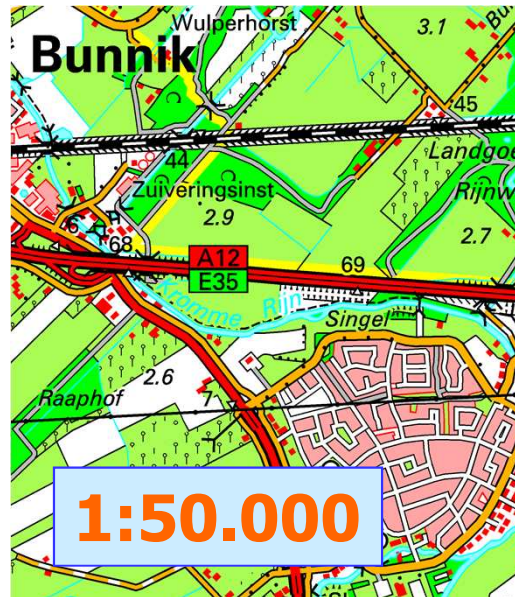 Wulperhorst
3.1
Bunnik
45
44
Landgoe
Zuiveringsinst
Rijnw
2.9
6
68
2.7
A12
E35
69
Kromme Rijn
Singel
2.6
Raaphof
7
1:50.000